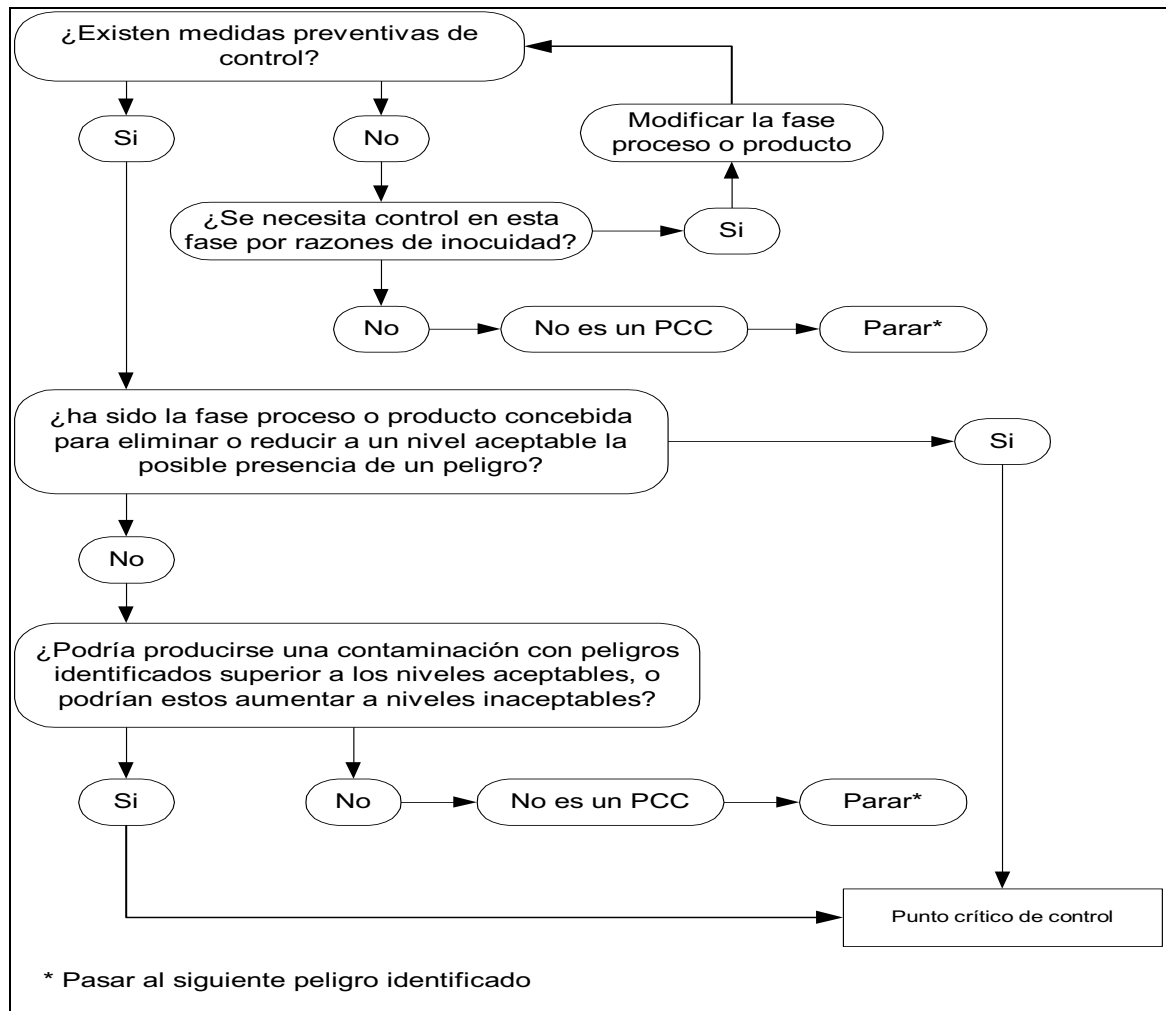 ¿Existen medidas preventivas de
control?
Si
No
Modificar la fase
proceso o producto
¿Se necesita control en esta
fase por razones de inocuidad?
Si
No
No es un PCC
Parar*
¿ha sido la fase proceso o producto concebida
para eliminar o reducir a un nivel aceptable la
posible presencia de un peligro?
Si
No
¿Podría producirse una contaminación con peligros
identificados superior a los niveles aceptables, o
podrían estos aumentar a niveles inaceptables?
Si
No
No es un PCC
Parar*
Punto crítico de control
* Pasar al siguiente peligro identificado